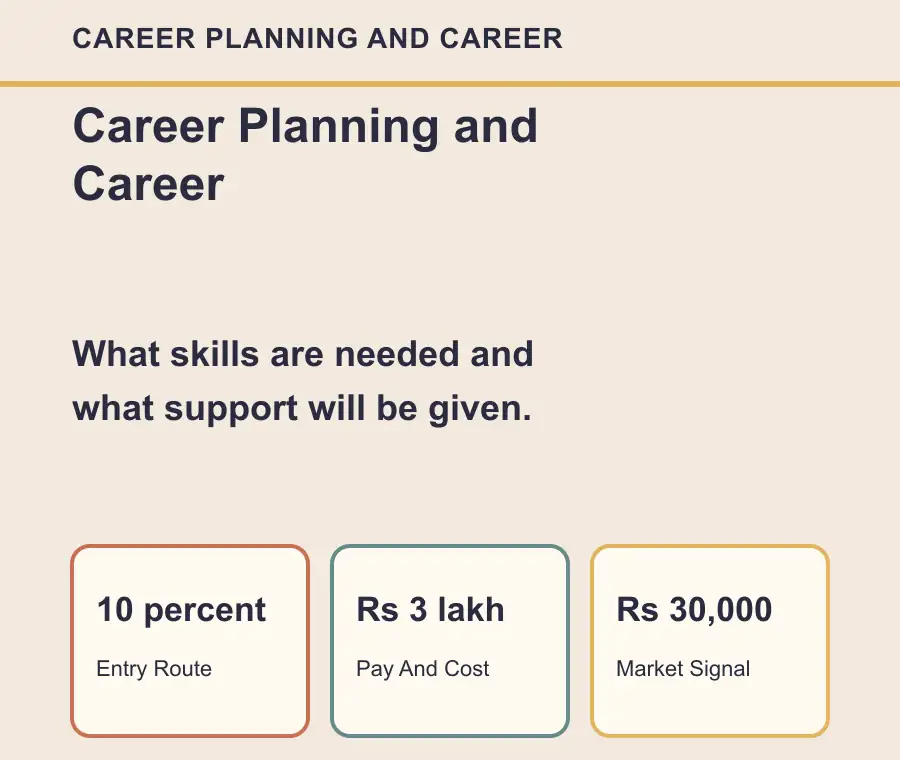 CAREER PLANNING AND CAREER
Career Planning and
Career
What skills are needed and
what support will be given.
10 percent
Entry Route
Rs 3 lakh
Pay And Cost
Rs 30,000
Market Signal